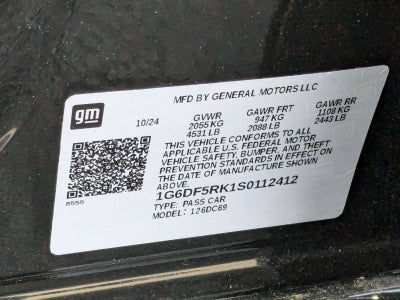 gm
MFD BY GENERAL MOTORS LLC
10/24 GVWR GAWR FRT GAWR RR
2055 KG 947 KG 1108 KG
4531 LB 2088 LB 2443 LB
THIS VEHICLE CONFORMS TO ALL
APPLICABLE U.S. FEDERAL MOTOR
VEHICLE SAFETY, BUMPER, AND THEFT
PREVENTION STANDARDS IN EFFECT ON
THE DATE OF MANUFACTURE SHOWN
ABOVE.
1G6DF5RK1S0112412
TYPE: PASS CAR
MODEL: 126DC69